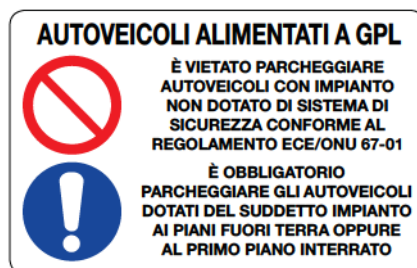 AUTOVEICOLI ALIMENTATI A GPL
È VIETATO PARCHEGGIARE
AUTOVEICOLI CON IMPIANTO
NON DOTATO DI SISTEMA DI
SICUREZZA CONFORME AL
REGOLAMENTO ECE/ONU 67-01
È OBBLIGATORIO
PARCHEGGIARE GLI AUTOVEICOLI
DOTATI DEL SUDDETTO IMPIANTO
AI PIANI FUORI TERRA OPPURE
AL PRIMO PIANO INTERRATO